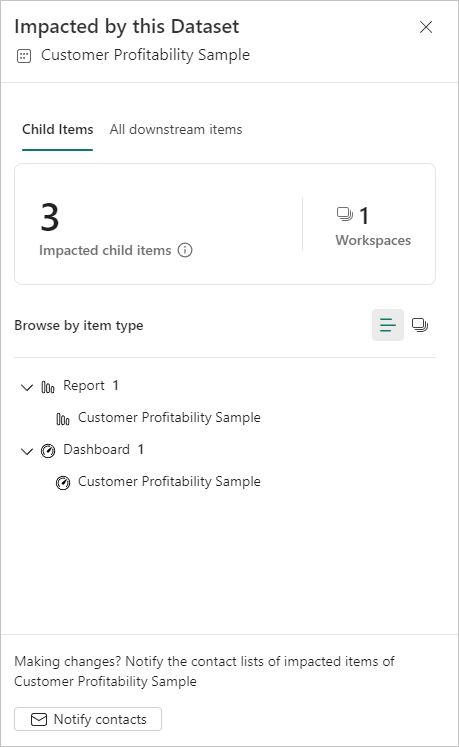 Impacted by this Dataset
Customer Profitability Sample
Child Items All downstream items
3
Impacted child items
1
Workspaces
Browse by item type
Report 1
Customer Profitability Sample
Dashboard 1
Customer Profitability Sample
Making changes? Notify the contact lists of impacted items of
Customer Profitability Sample
Notify contacts